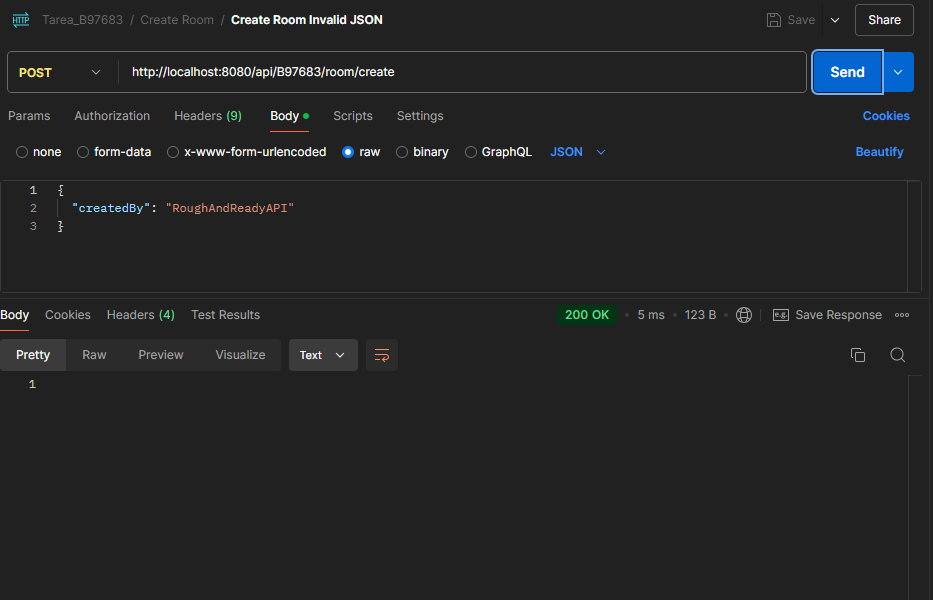 HTTP Tarea_B97683 / Create Room / Create Room Invalid JSON Save Share
POST http://localhost:8080/api/B97683/room/create Send
Params Authorization Headers (9) Body Scripts Settings Cookies
none form-data x-www-form-urlencoded raw binary GraphQL JSON Beautify
1 {
2 "createdBy": "RoughAndReadyAPI"
3 }
Body Cookies Headers (4) Test Results 200 OK 5 ms 123 B e.g. Save Response
Pretty Raw Preview Visualize Text
1